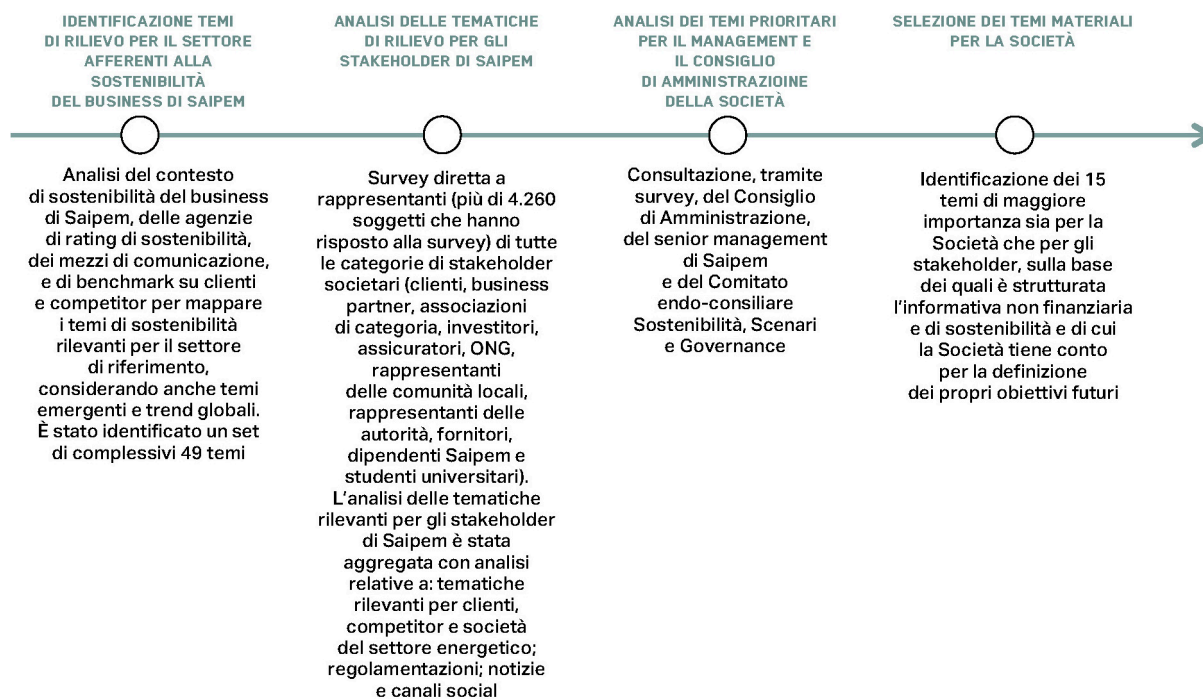 IDENTIFICAZIONE TEMI
DI RILIEVO PER IL SETTORE
AFFERENTI ALLA
SOSTENIBILITÀ
DEL BUSINESS DI SAIPEM
Analisi del contesto
di sostenibilità del business
di Saipem, delle agenzie
di rating di sostenibilità,
dei mezzi di comunicazione,
e di benchmark su clienti
e competitor per mappare
i temi di sostenibilità
rilevanti per il settore
di riferimento,
considerando anche temi
emergenti e trend globali.
È stato identificato un set
di complessivi 49 temi
ANALISI DELLE TEMATICHE
DI RILIEVO PER GLI
STAKEHOLDER DI SAIPEM
Survey diretta a
rappresentanti (più di 4.260
soggetti che hanno
risposto alla survey) di tutte
le categorie di stakeholder
societari (clienti, business
partner, associazioni
di categoria, investitori,
assicuratori, ONG,
rappresentanti
delle comunità locali,
rappresentanti delle
autorità, fornitori,
dipendenti Saipem e
studenti universitari).
L'analisi delle tematiche
rilevanti per gli stakeholder
di Saipem è stata
aggregata con analisi
relative a: tematiche
rilevanti per clienti,
competitor e società
del settore energetico;
regolamentazioni; notizie
e canali social
ANALISI DEI TEMI PRIORITARI
PER IL MANAGEMENT E
IL CONSIGLIO
DI AMMINISTRAZIOINE
DELLA SOCIETÀ
Consultazione, tramite
survey, del Consiglio
di Amministrazione,
del senior management
di Saipem
e del Comitato
endo-consiliare
Sostenibilità, Scenari
e Governance
SELEZIONE DEI TEMI MATERIALI
PER LA SOCIETÀ
Identificazione dei 15
temi di maggiore
importanza sia per la
Società che per gli
stakeholder, sulla base
dei quali è strutturata
l'informativa non finanziaria
e di sostenibilità e di cui
la Società tiene conto
per la definizione
dei propri obiettivi futuri